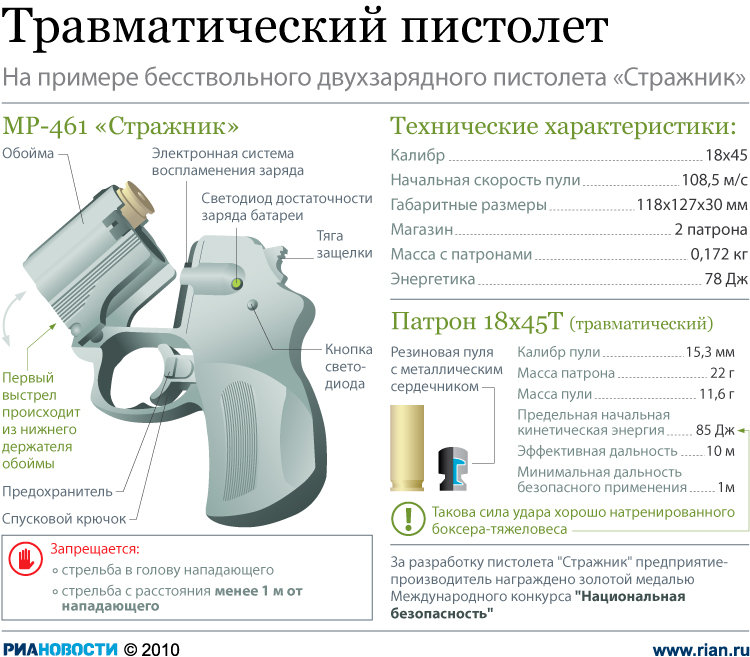 Травматический пистолет
На примере бесствольного двухзарядного пистолета «Стражник»
МР-461 «Стражник»
Обойма
Электронная система
воспламенения заряда
Светодиод достаточности
заряда батареи
Тяга
защелки
Кнопка
свето-
диода
Первый
выстрел
происходит
из нижнего
держателя
обоймы
Предохранитель
Спусковой крючок
Запрещается:
стрельба в голову нападающего
стрельба с расстояния менее 1 м от
нападающего
Технические характеристики:
Калибр 18х45
Начальная скорость пули 108,5 м/с
Габаритные размеры 118х127х30 мм
Магазин 2 патрона
Масса с патронами 0,172 кг
Энергетика 78 Дж
Патрон 18х45Т (травматический)
Резиновая пуля
с металлическим
сердечником
Калибр пули 15,3 мм
Масса патрона 22 г
Масса пули 11,6 г
Предельная начальная
кинетическая энергия 85 Дж
Эффективная дальность 10 м
Минимальная дальность
безопасного применения 1м
! Такова сила удара хорошо натренированного
боксера-тяжеловеса
За разработку пистолета "Стражник" предприятие-
производитель награждено золотой медалью
Международного конкурса "Национальная
безопасность"
РИАНОВОСТИ © 2010
www.rian.ru